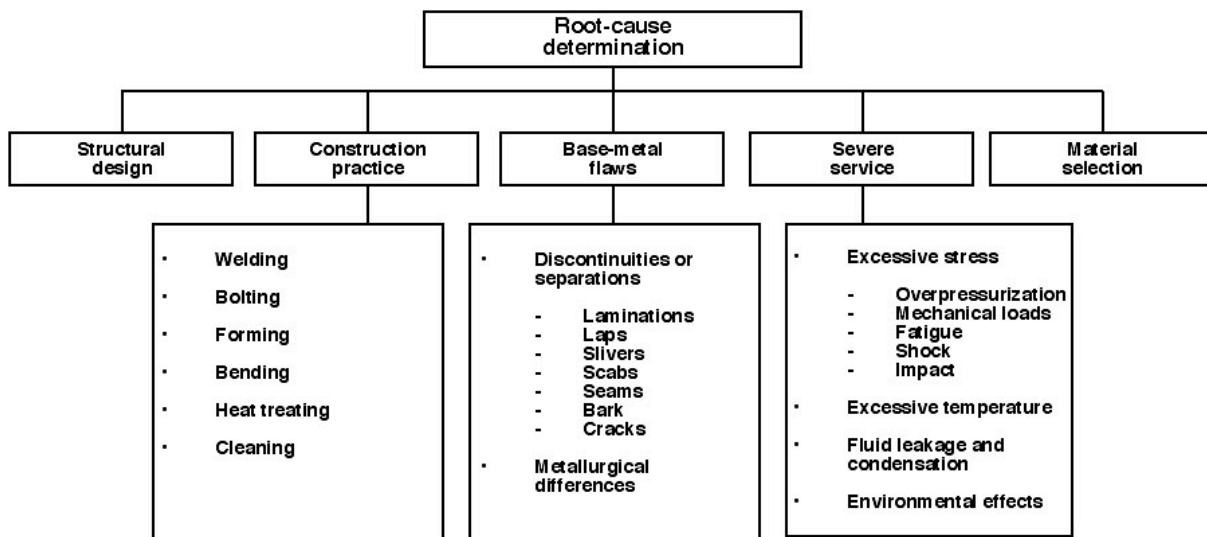 Root-cause
determination
Structural
design
Construction
practice
Base-metal
flaws
Severe
service
Material
selection
· Welding
· Bolting
· Forming
· Bending
· Heat treating
· Cleaning
· Discontinuities or
separations
- Laminations
- Laps
- Slivers
- Scabs
- Seams
- Bark
- Cracks
· Metallurgical
differences
· Excessive stress
- Overpressurization
- Mechanical loads
- Fatigue
- Shock
- Impact
· Excessive temperature
· Fluid leakage and
condensation
· Environmental effects